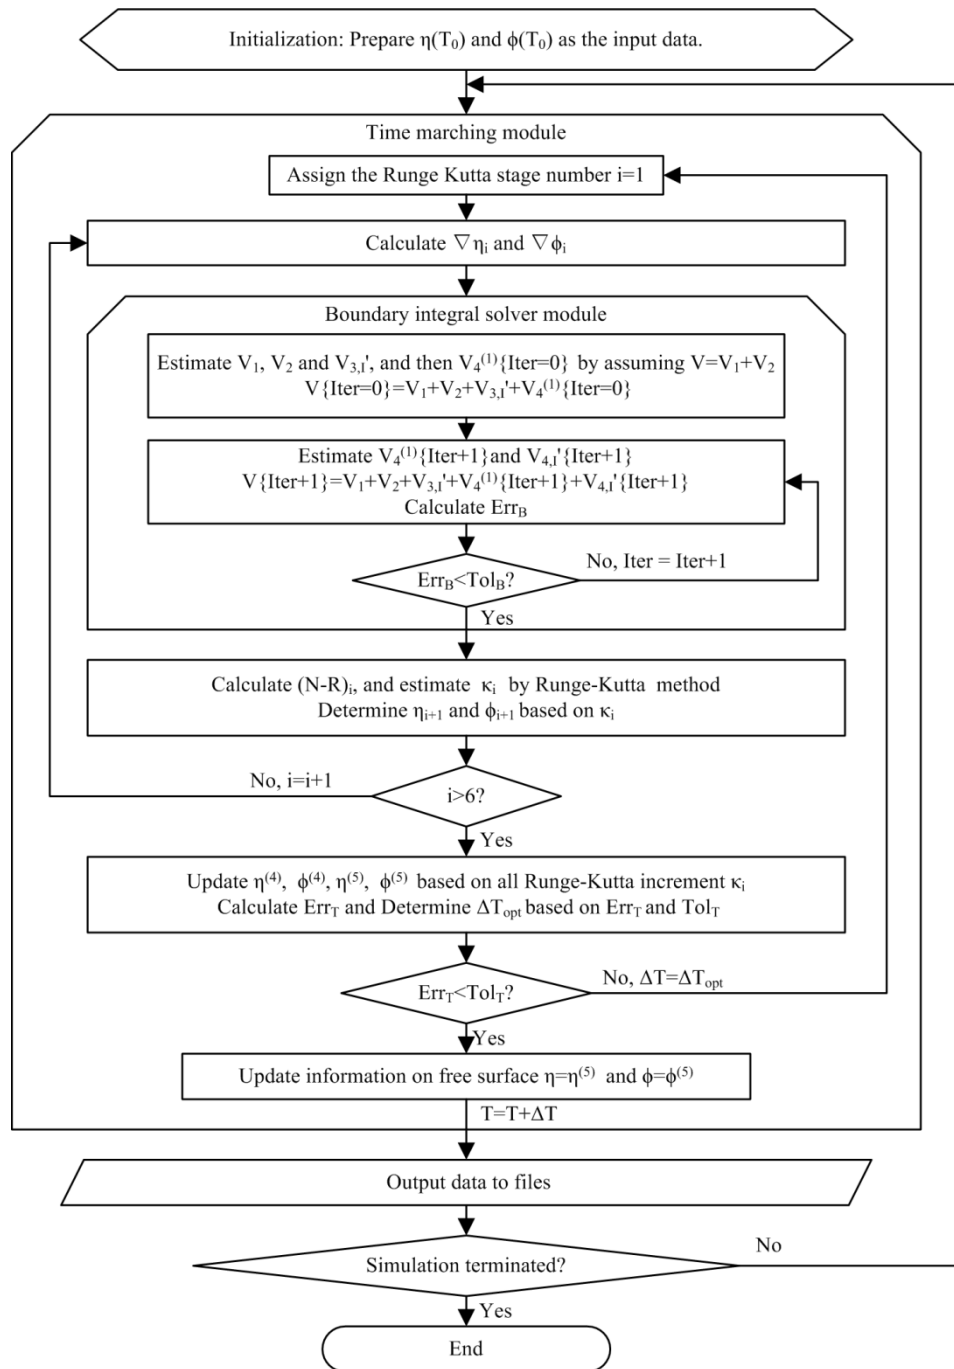 Initialization: Prepare η(T₀) and ϕ(T₀) as the input data.
Time marching module
Assign the Runge Kutta stage number i=1
Calculate ▽ηᵢ and ▽ϕᵢ
Boundary integral solver module
Estimate V₁, V₂ and V₃,I', and then V₄⁽¹⁾{Iter=0} by assuming V=V₁+V₂
V{Iter=0}=V₁+V₂+V₃,I'+V₄⁽¹⁾{Iter=0}
Estimate V₄⁽¹⁾{Iter+1}and V₄,I'{Iter+1}
V{Iter+1}=V₁+V₂+V₃,I'+V₄⁽¹⁾{Iter+1}+V₄,I'{Iter+1}
Calculate Err_B
No, Iter = Iter+1
Err_B<Tol_B?
Yes
Calculate (N-R)ᵢ, and estimate κᵢ by Runge-Kutta method
Determine ηᵢ₊₁ and ϕᵢ₊₁ based on κᵢ
No, i=i+1
i>6?
Yes
Update η⁽⁴⁾, ϕ⁽⁴⁾, η⁽⁵⁾, ϕ⁽⁵⁾ based on all Runge-Kutta increment κᵢ
Calculate Err_T and Determine ΔT_opt based on Err_T and Tol_T
No, ΔT=ΔT_opt
Err_T<Tol_T?
Yes
Update information on free surface η=η⁽⁵⁾ and ϕ=ϕ⁽⁵⁾
T=T+ΔT
Output data to files
No
Simulation terminated?
Yes
End